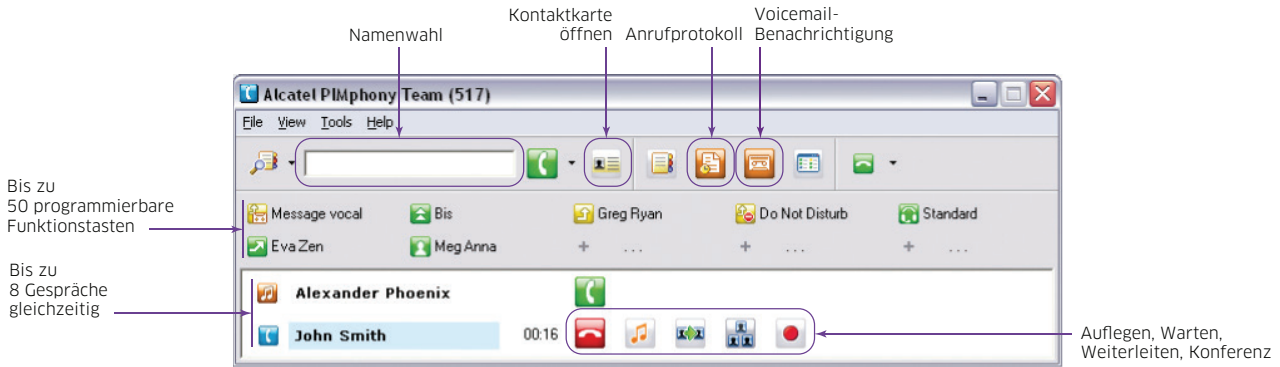 Kontaktkarte
öffnen
Voicemail-
Benachrichtigung
Namenwahl
Anrufprotokoll
Alcatel PIMphony Team (517)
File View Tools Help
Bis zu
50 programmierbare
Funktionstasten
Message vocal Bis Greg Ryan Do Not Disturb Standard
Eva Zen Meg Anna + ... + ... + ...
Bis zu
8 Gespräche
gleichzeitig
Alexander Phoenix
John Smith 00:16
Auflegen, Warten,
Weiterleiten, Konferenz